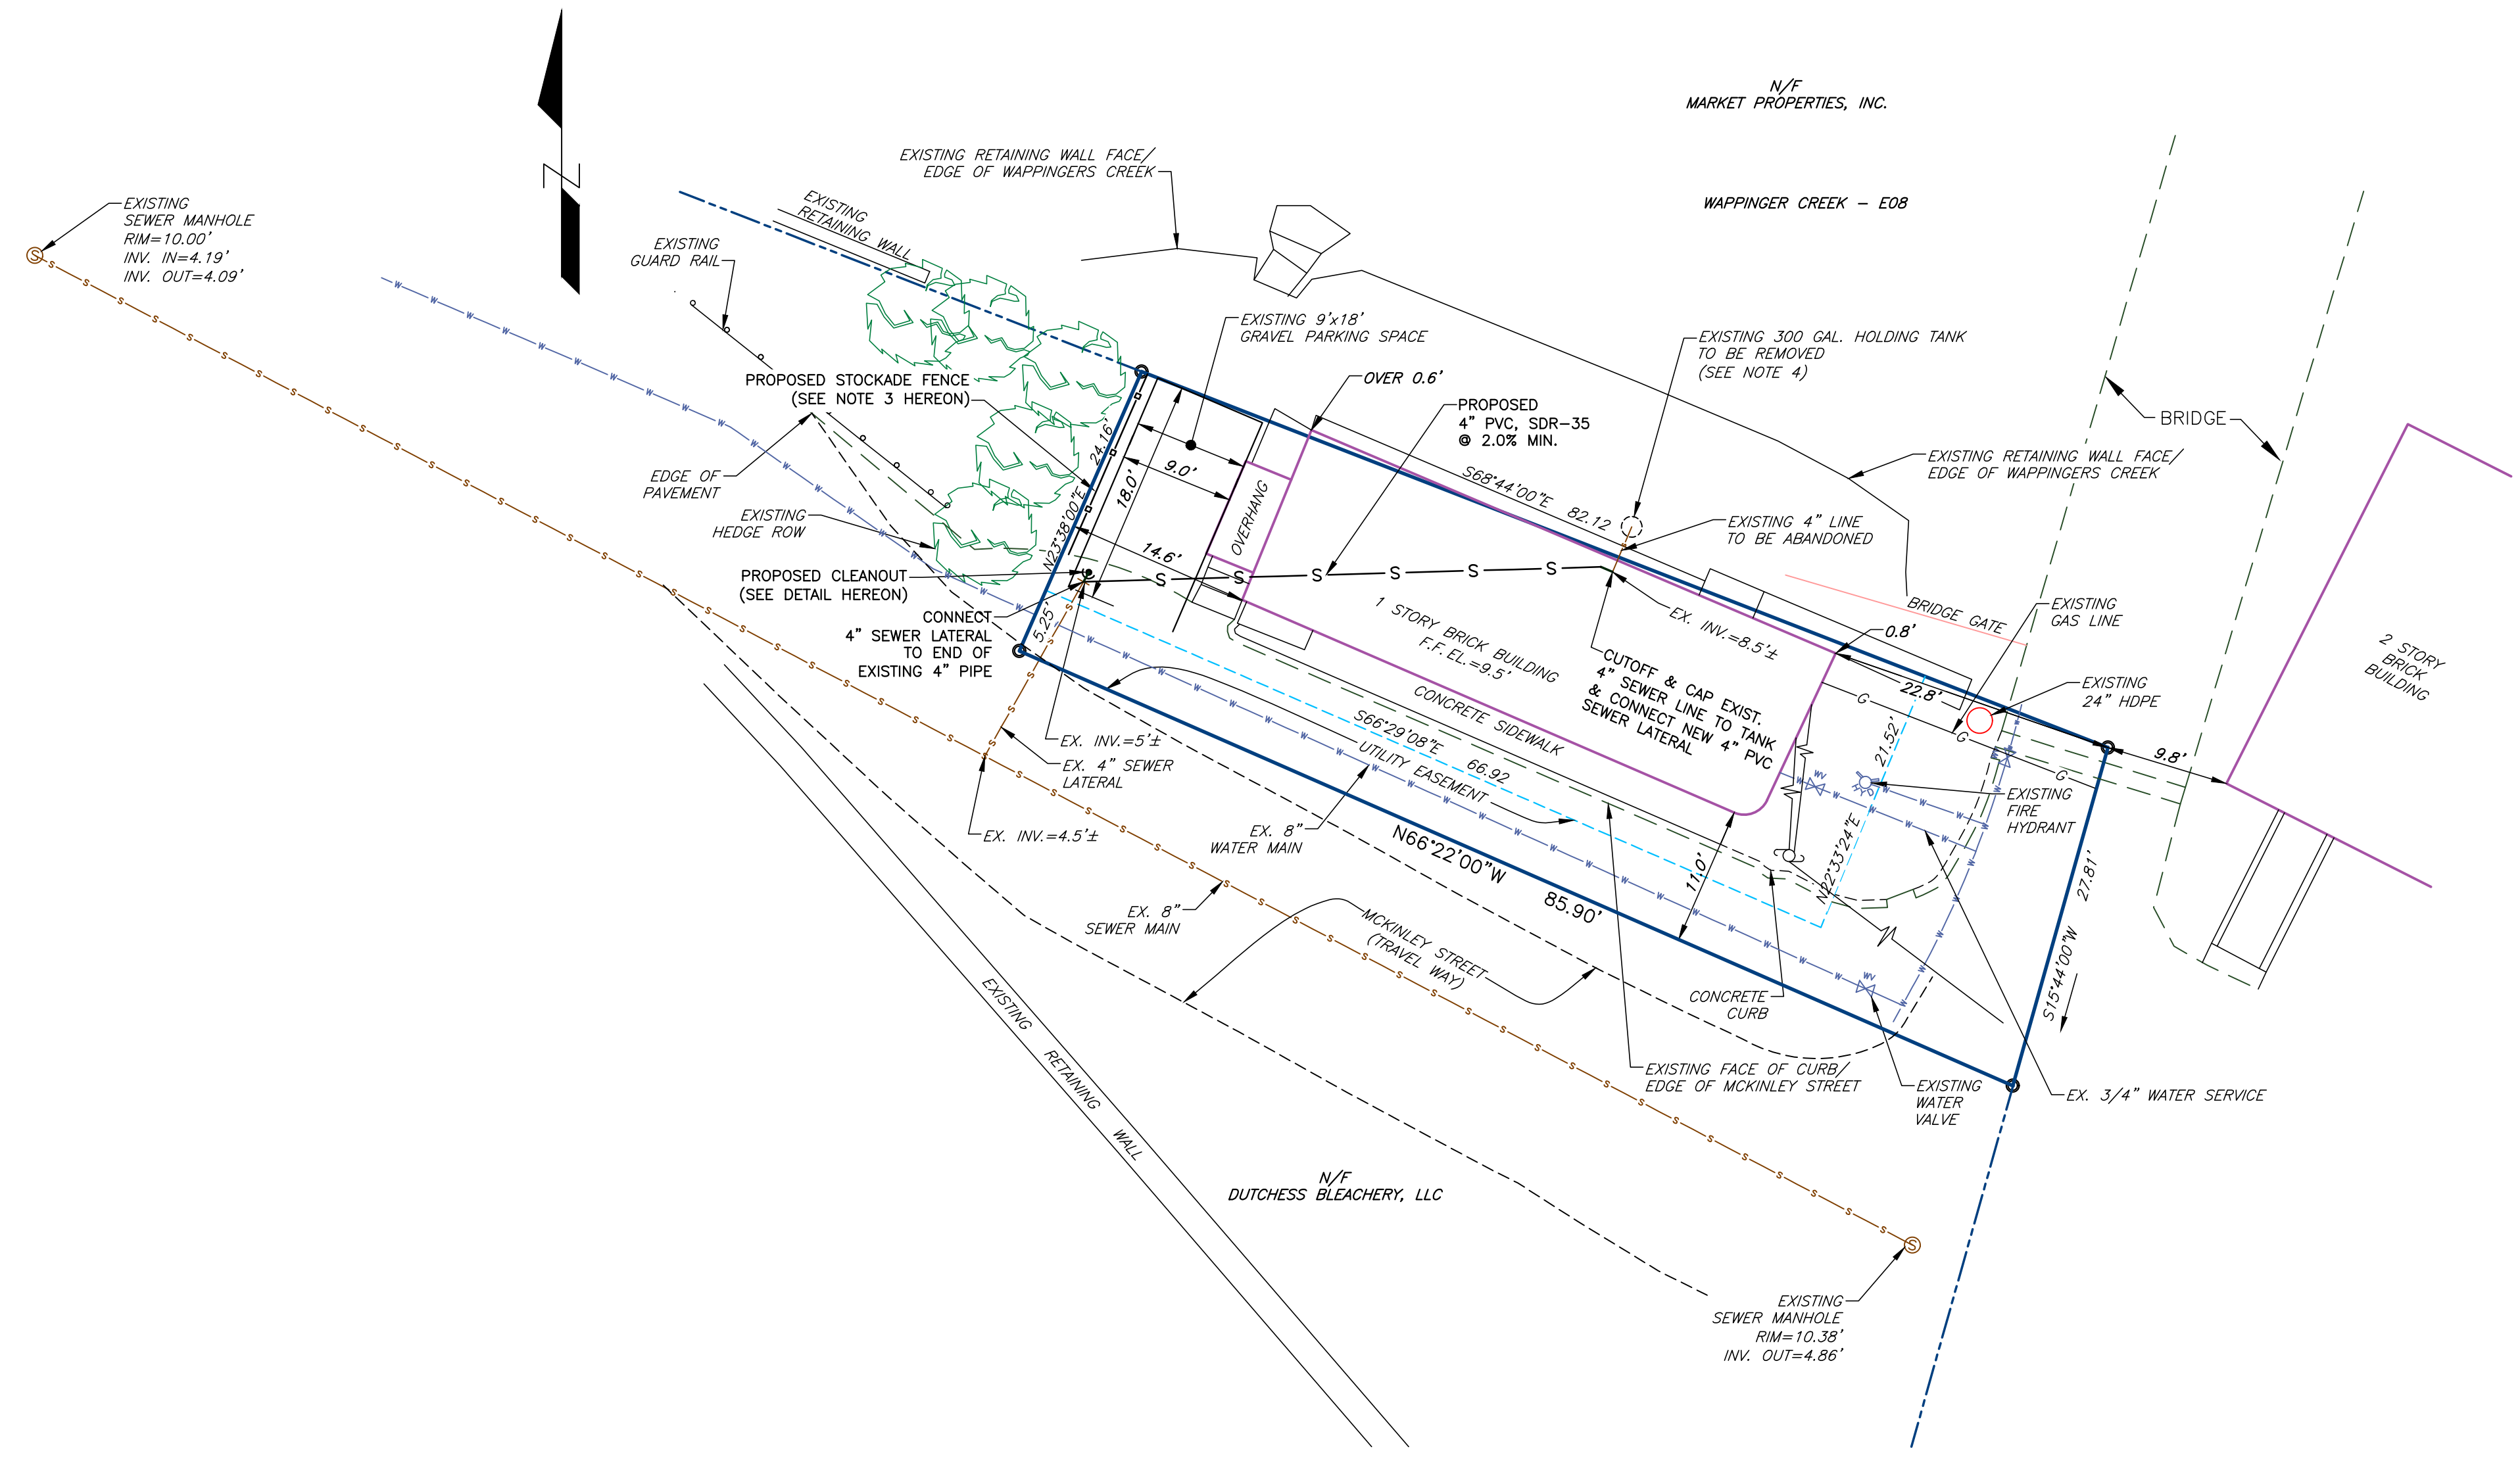 N/F
MARKET PROPERTIES, INC.
WAPPINGER CREEK – E08
EXISTING RETAINING WALL FACE/
EDGE OF WAPPINGERS CREEK
EXISTING
SEWER MANHOLE
RIM=10.00'
INV. IN=4.19'
INV. OUT=4.09'
N
EXISTING
RETAINING WALL
EXISTING
GUARD RAIL
EXISTING 9'x18'
GRAVEL PARKING SPACE
EXISTING 300 GAL. HOLDING TANK
TO BE REMOVED
(SEE NOTE 4)
PROPOSED STOCKADE FENCE
(SEE NOTE 3 HEREON)
OVER 0.6'
PROPOSED
4" PVC, SDR-35
@ 2.0% MIN.
BRIDGE
EXISTING RETAINING WALL FACE/
EDGE OF WAPPINGERS CREEK
EDGE OF
PAVEMENT
EXISTING
HEDGE ROW
24.16'
N23°38'00"E
5.25'
9.0'
18.0'
14.6'
OVERHANG
S68°44'00"E 82.12
EXISTING 4" LINE
TO BE ABANDONED
PROPOSED CLEANOUT
(SEE DETAIL HEREON)
CONNECT
4" SEWER LATERAL
TO END OF
EXISTING 4" PIPE
S S S S S S
1 STORY BRICK BUILDING
F.F. EL.=9.5'
EX. INV.=8.5'±
CUTOFF & CAP EXIST.
4" SEWER LINE TO TANK
& CONNECT NEW 4" PVC
SEWER LATERAL
BRIDGE GATE
0.8'
EXISTING
GAS LINE
22.8'
EXISTING
24" HDPE
G G G
9.8'
2 STORY
BRICK
BUILDING
CONCRETE SIDEWALK
S66°29'08"E 66.92
UTILITY EASEMENT
21.52'
N22°33'24"E
WV
EXISTING
FIRE
HYDRANT
EX. INV.=5'±
EX. 4" SEWER
LATERAL
EX. INV.=4.5'±
EX. 8"
WATER MAIN
N66°22'00"W
85.90'
11.0'
27.81'
S15°44'00"W
EX. 8"
SEWER MAIN
MCKINLEY STREET
(TRAVEL WAY)
CONCRETE
CURB
WV
EXISTING FACE OF CURB/
EDGE OF MCKINLEY STREET
EXISTING
WATER
VALVE
EX. 3/4" WATER SERVICE
EXISTING RETAINING WALL
N/F
DUTCHESS BLEACHERY, LLC
EXISTING
SEWER MANHOLE
RIM=10.38'
INV. OUT=4.86'